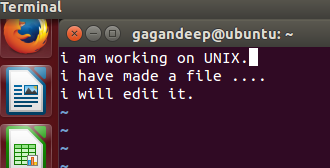 Terminal
gagandeep@ubuntu: ~
i am working on UNIX.
i have made a file ....
i will edit it.
~
~
~
~